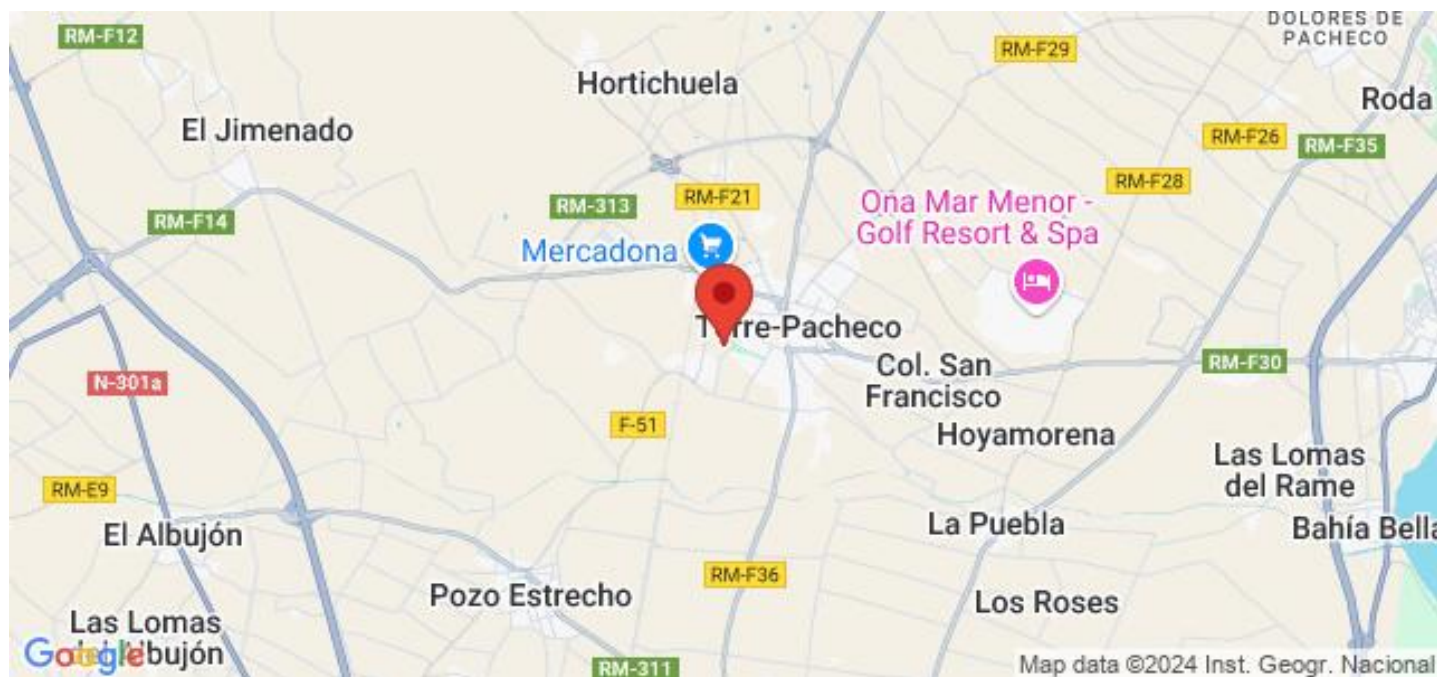 DOLORES DE
PACHECO
RM-F12
RM-F29
Hortichuela
Roda
El Jimenado
RM-F26
RM-F35
RM-F28
RM-F21
RM-313
Oña Mar Menor -
Golf Resort & Spa
RM-F14
Mercadona
Torre-Pacheco
Col. San
Francisco
RM-F30
N-301a
F-51
Hoyamorena
Las Lomas
del Rame
RM-E9
El Albujón
La Puebla
Bahía Bella
RM-F36
Pozo Estrecho
Los Roses
Las Lomas
del Albujón
Google
RM-311
Map data ©2024 Inst. Geogr. Nacional